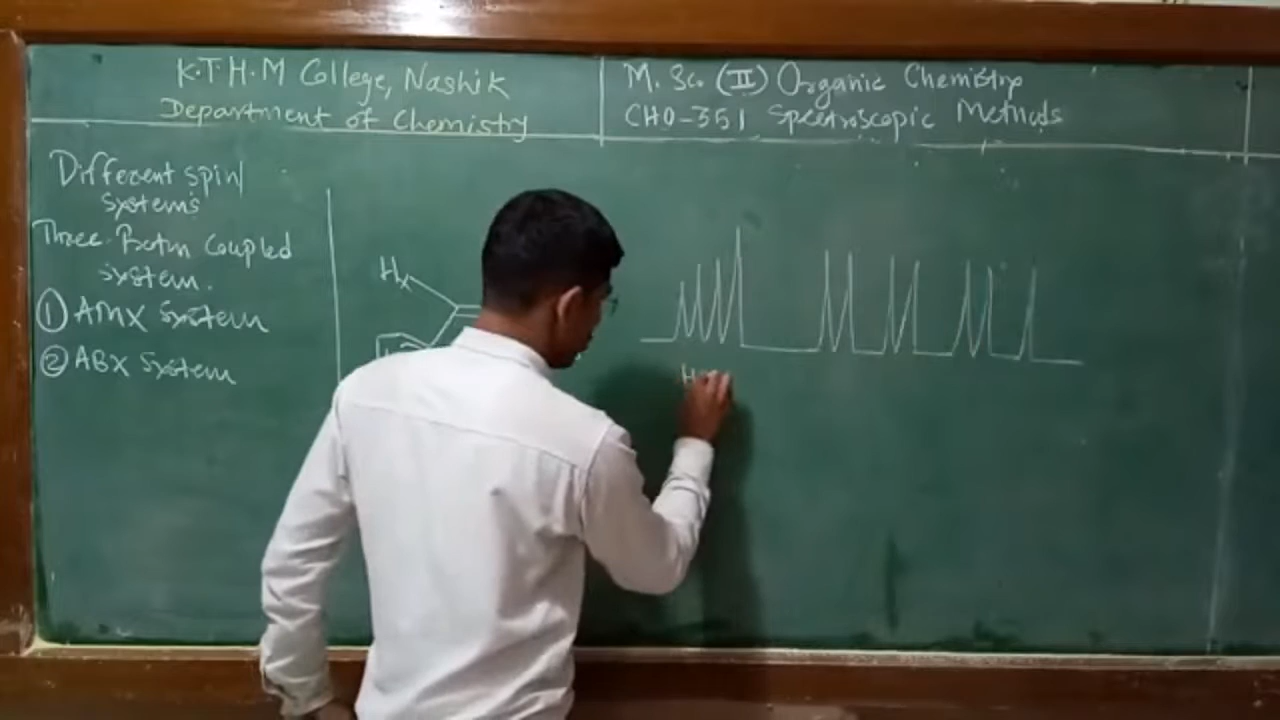 K.T.H.M College, Nashik
Department of Chemistry
M. Sc. (II) Organic Chemistry
CHO-351 Spectroscopic Methods
Different spin
systems
Three Proton Coupled
system.
① AMX System
② ABX System
Hx
H